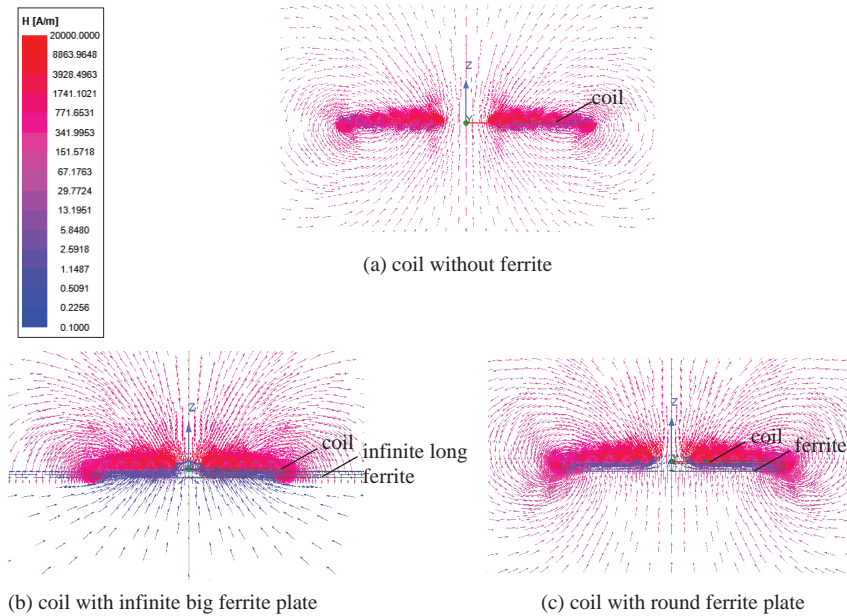 H [A/m]
20000.0000
8863.9648
3928.4963
1741.1021
771.6531
341.9953
151.5718
67.1763
29.7724
13.1951
5.8480
2.5918
1.1487
0.5091
0.2256
0.1000
Z
Y
coil
(a) coil without ferrite
Z
coil
infinite long
ferrite
(b) coil with infinite big ferrite plate
Z
coil
ferrite
(c) coil with round ferrite plate